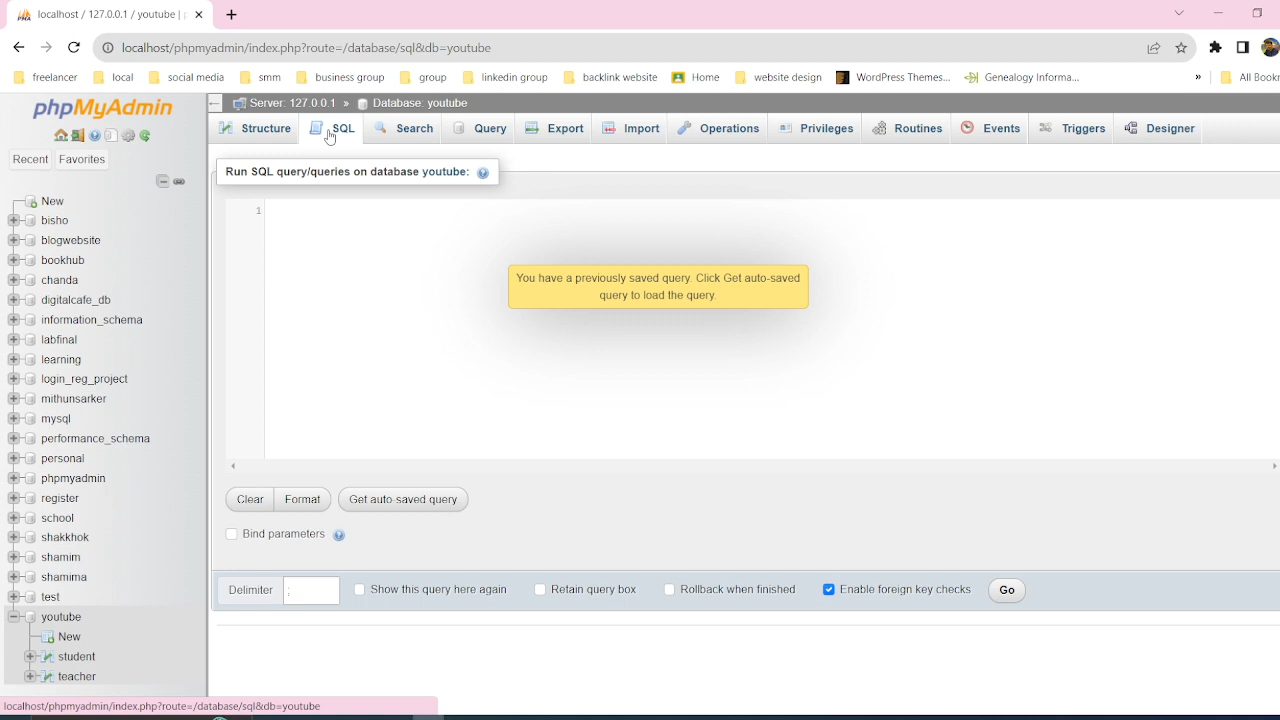 localhost / 127.0.0.1 / youtube | p
localhost/phpmyadmin/index.php?route=/database/sql&db=youtube
freelancer
local
social media
smm
business group
group
linkedin group
backlink website
Home
website design
WordPress Themes...
Genealogy Informa...
»
All Book
phpMyAdmin
Recent
Favorites
New
bisho
blogwebsite
bookhub
chanda
digitalcafe_db
information_schema
labfinal
learning
login_reg_project
mithunsarker
mysql
performance_schema
personal
phpmyadmin
register
school
shakkhok
shamim
shamima
test
youtube
New
student
teacher
Server: 127.0.0.1 » Database: youtube
Structure
SQL
Search
Query
Export
Import
Operations
Privileges
Routines
Events
Triggers
Designer
Run SQL query/queries on database youtube:
1
You have a previously saved query. Click Get auto-saved
query to load the query.
Clear
Format
Get auto-saved query
Bind parameters
Delimiter
;
Show this query here again
Retain query box
Rollback when finished
Enable foreign key checks
Go
localhost/phpmyadmin/index.php?route=/database/sql&db=youtube